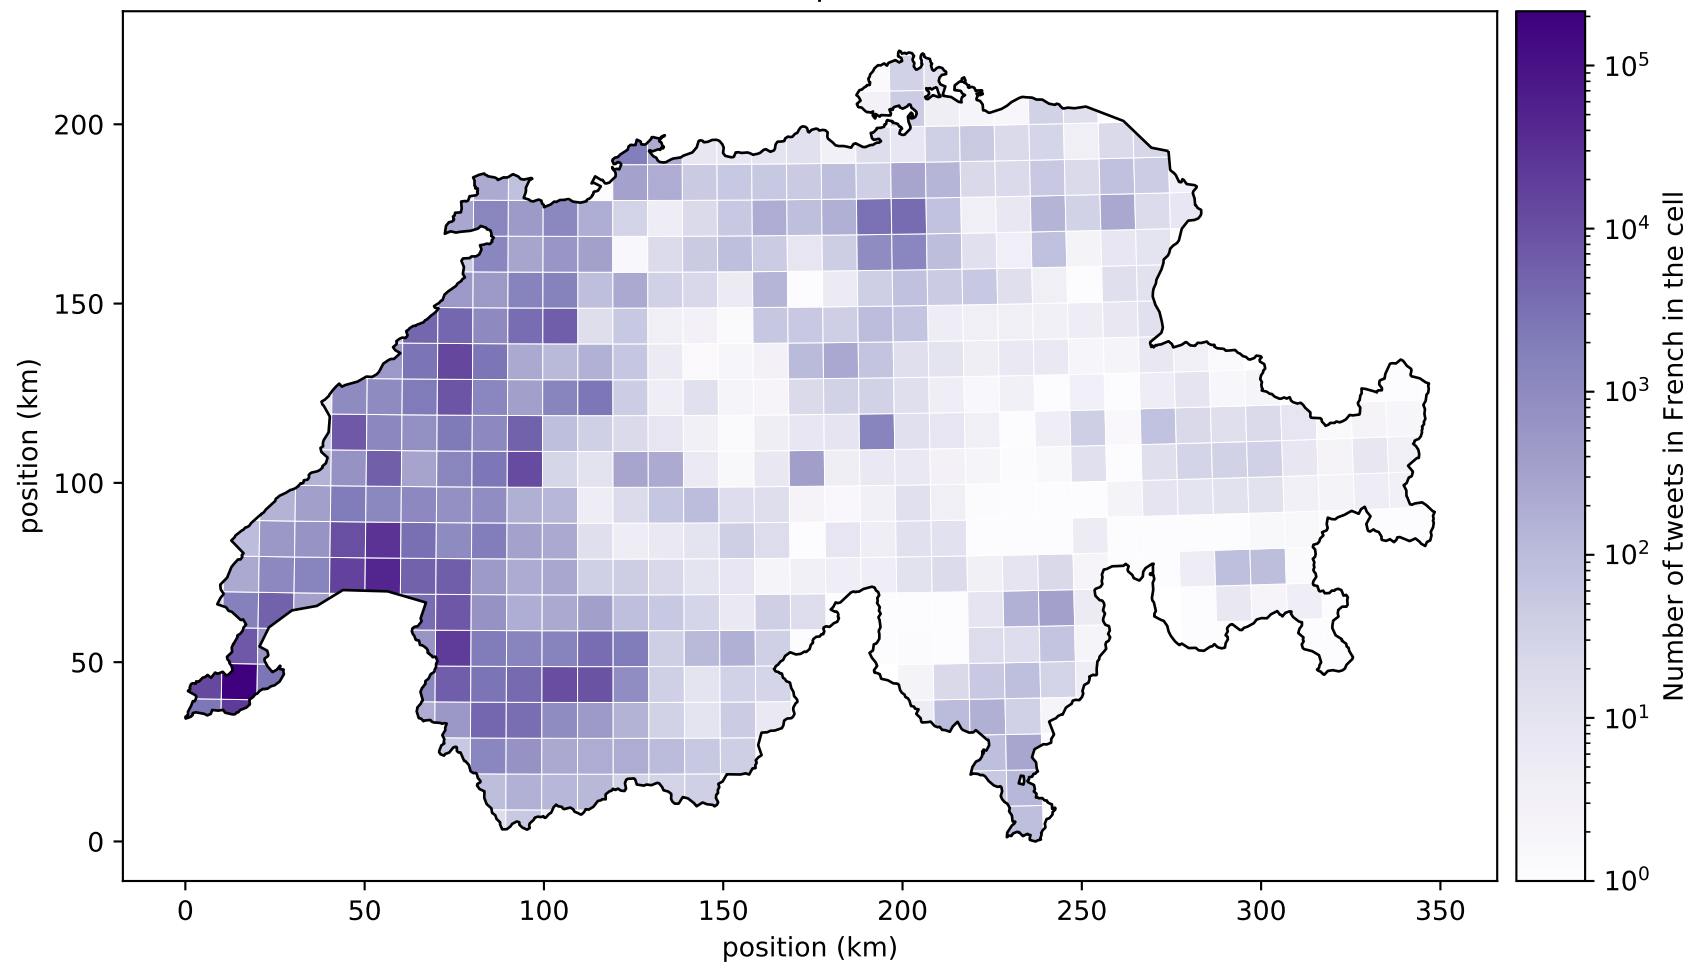 200
150
100
50
0
position (km)
0 50 100 150 200 250 300 350
position (km)
10⁵
10⁴
10³
10²
10¹
10⁰
Number of tweets in French in the cell